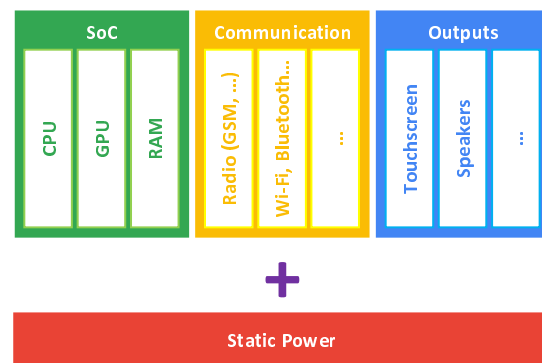 SoC
CPU
GPU
RAM
Communication
Radio (GSM, ...)
Wi-Fi, Bluetooth...
...
Outputs
Touchscreen
Speakers
...
+
Static Power